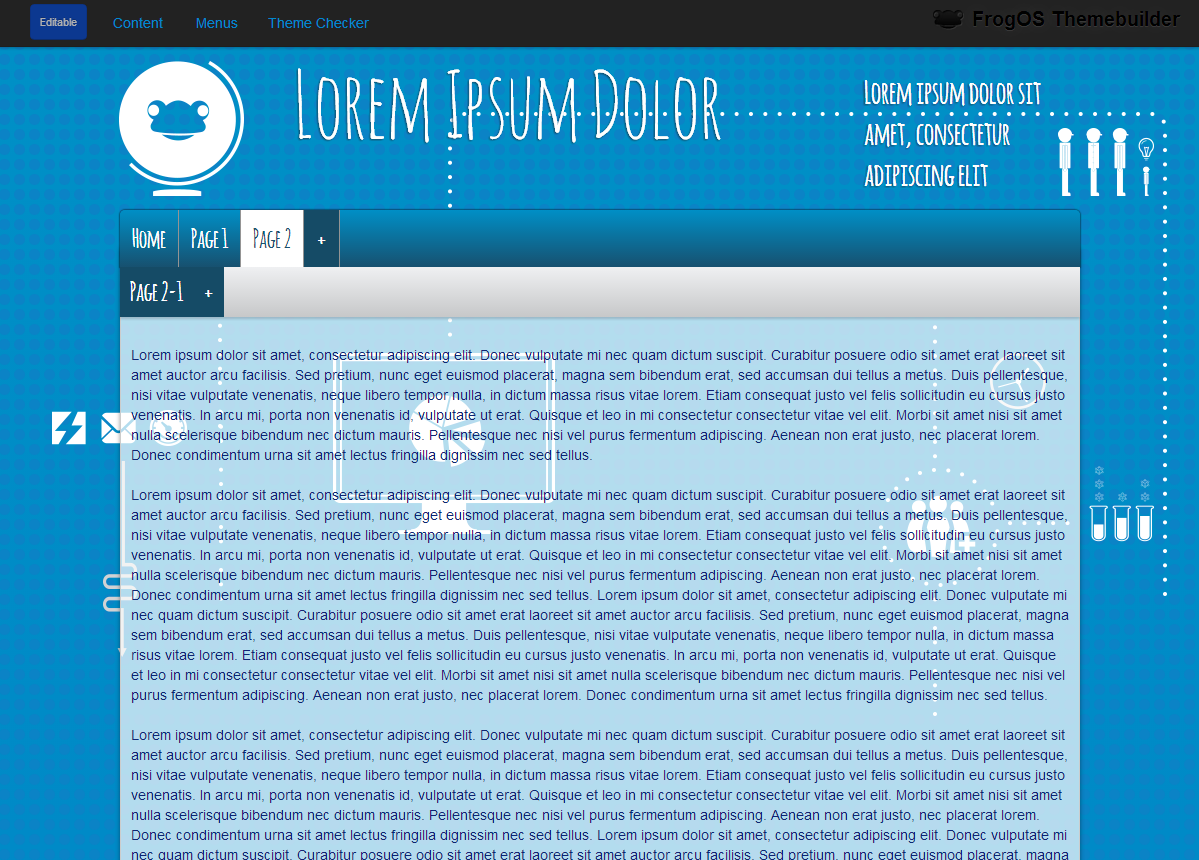 Editable Content Menus Theme Checker FrogOS Themebuilder
Lorem Ipsum Dolor
Lorem ipsum dolor sit
amet, consectetur
adipiscing elit
Home Page 1 Page 2 +
Page 2-1 +
Lorem ipsum dolor sit amet, consectetur adipiscing elit. Donec vulputate mi nec quam dictum suscipit. Curabitur posuere odio sit amet erat laoreet sit
amet auctor arcu facilisis. Sed pretium, nunc eget euismod placerat, magna sem bibendum erat, sed accumsan dui tellus a metus. Duis pellentesque,
nisi vitae vulputate venenatis, neque libero tempor nulla, in dictum massa risus vitae lorem. Etiam consequat justo vel felis sollicitudin eu cursus justo
venenatis. In arcu mi, porta non venenatis id, vulputate ut erat. Quisque et leo in mi consectetur consectetur vitae vel elit. Morbi sit amet nisi sit amet
nulla scelerisque bibendum nec dictum mauris. Pellentesque nec nisi vel purus fermentum adipiscing. Aenean non erat justo, nec placerat lorem.
Donec condimentum urna sit amet lectus fringilla dignissim nec sed tellus.
Lorem ipsum dolor sit amet, consectetur adipiscing elit. Donec vulputate mi nec quam dictum suscipit. Curabitur posuere odio sit amet erat laoreet sit
amet auctor arcu facilisis. Sed pretium, nunc eget euismod placerat, magna sem bibendum erat, sed accumsan dui tellus a metus. Duis pellentesque,
nisi vitae vulputate venenatis, neque libero tempor nulla, in dictum massa risus vitae lorem. Etiam consequat justo vel felis sollicitudin eu cursus justo
venenatis. In arcu mi, porta non venenatis id, vulputate ut erat. Quisque et leo in mi consectetur consectetur vitae vel elit. Morbi sit amet nisi sit amet
nulla scelerisque bibendum nec dictum mauris. Pellentesque nec nisi vel purus fermentum adipiscing. Aenean non erat justo, nec placerat lorem.
Donec condimentum urna sit amet lectus fringilla dignissim nec sed tellus. Lorem ipsum dolor sit amet, consectetur adipiscing elit. Donec vulputate mi
nec quam dictum suscipit. Curabitur posuere odio sit amet erat laoreet sit amet auctor arcu facilisis. Sed pretium, nunc eget euismod placerat, magna
sem bibendum erat, sed accumsan dui tellus a metus. Duis pellentesque, nisi vitae vulputate venenatis, neque libero tempor nulla, in dictum massa
risus vitae lorem. Etiam consequat justo vel felis sollicitudin eu cursus justo venenatis. In arcu mi, porta non venenatis id, vulputate ut erat. Quisque
et leo in mi consectetur consectetur vitae vel elit. Morbi sit amet nisi sit amet nulla scelerisque bibendum nec dictum mauris. Pellentesque nec nisi vel
purus fermentum adipiscing. Aenean non erat justo, nec placerat lorem. Donec condimentum urna sit amet lectus fringilla dignissim nec sed tellus.
Lorem ipsum dolor sit amet, consectetur adipiscing elit. Donec vulputate mi nec quam dictum suscipit. Curabitur posuere odio sit amet erat laoreet sit
amet auctor arcu facilisis. Sed pretium, nunc eget euismod placerat, magna sem bibendum erat, sed accumsan dui tellus a metus. Duis pellentesque,
nisi vitae vulputate venenatis, neque libero tempor nulla, in dictum massa risus vitae lorem. Etiam consequat justo vel felis sollicitudin eu cursus justo
venenatis. In arcu mi, porta non venenatis id, vulputate ut erat. Quisque et leo in mi consectetur consectetur vitae vel elit. Morbi sit amet nisi sit amet
nulla scelerisque bibendum nec dictum mauris. Pellentesque nec nisi vel purus fermentum adipiscing. Aenean non erat justo, nec placerat lorem.
Donec condimentum urna sit amet lectus fringilla dignissim nec sed tellus. Lorem ipsum dolor sit amet, consectetur adipiscing elit. Donec vulputate mi
nec quam dictum suscipit. Curabitur posuere odio sit amet erat laoreet sit amet auctor arcu facilisis. Sed pretium, nunc eget euismod placerat, magna